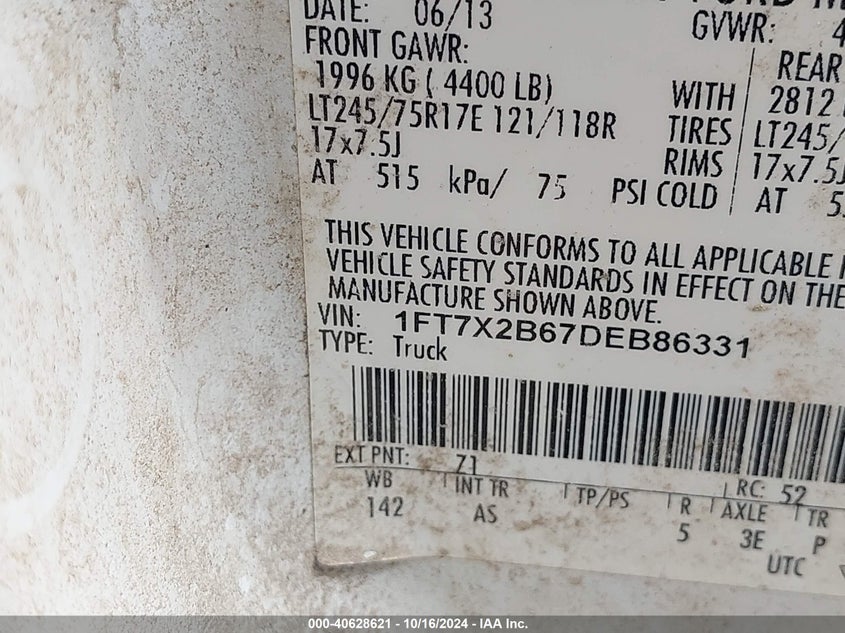 DATE: 06/13 GVWR: 4
FRONT GAWR: REAR
1996 KG ( 4400 LB) WITH 2812
LT245/75R17E 121/118R TIRES LT245/
17x7.5J RIMS 17x7.5J
AT 515 kPa/ 75 PSI COLD AT
THIS VEHICLE CONFORMS TO ALL APPLICABLE
VEHICLE SAFETY STANDARDS IN EFFECT ON THE
MANUFACTURE SHOWN ABOVE.
VIN: 1FT7X2B67DEB86331
TYPE: Truck
EXT PNT: Z1 RC: 52
WB INT TR TP/PS R AXLE TR
142 AS 5 3E P
UTC
000-40628621 - 10/16/2024 - IAA Inc.